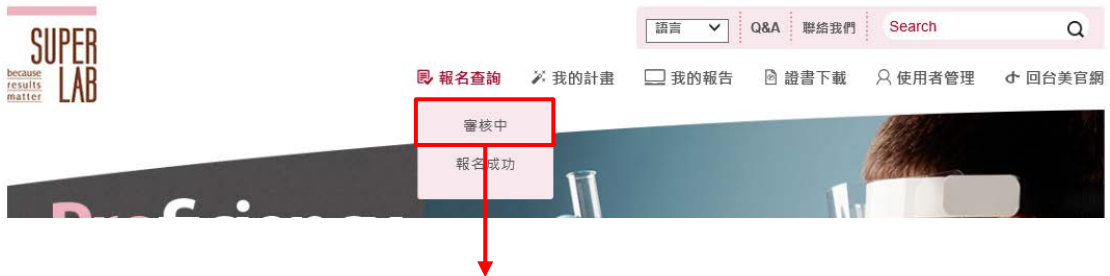 SUPER
LAB
because
results
matter
語言
Q&A
聯絡我們
Search
報名查詢
我的計畫
我的報告
證書下載
使用者管理
回台美官網
審核中
報名成功
Proficiency